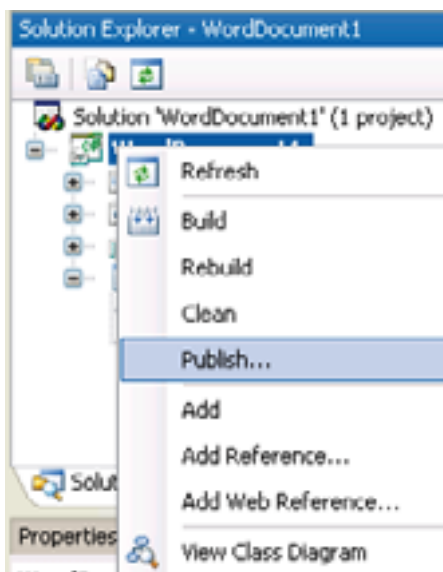 Solution Explorer - WordDocument1
Solution 'WordDocument1' (1 project)
Refresh
Build
Rebuild
Clean
Publish...
Add
Add Reference...
Add Web Reference...
Solut
Properties
View Class Diagram